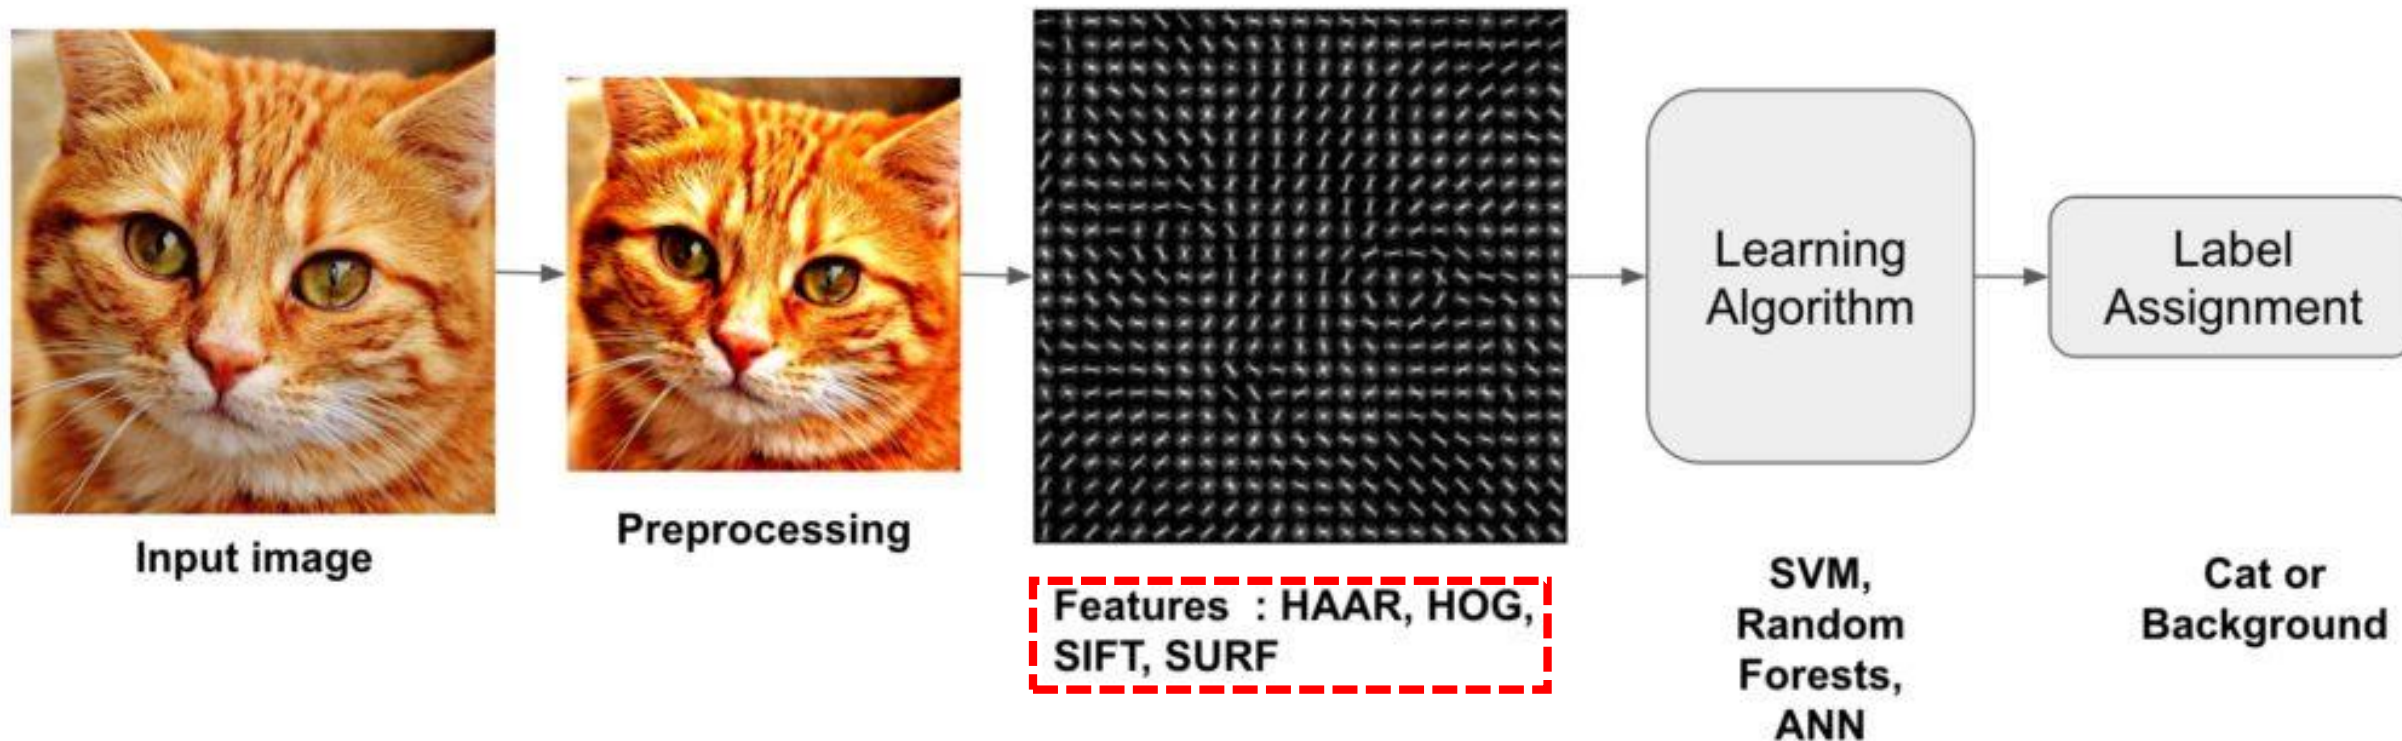 Input image
Preprocessing
Features : HAAR, HOG,
SIFT, SURF
Learning
Algorithm
SVM,
Random
Forests,
ANN
Label
Assignment
Cat or
Background